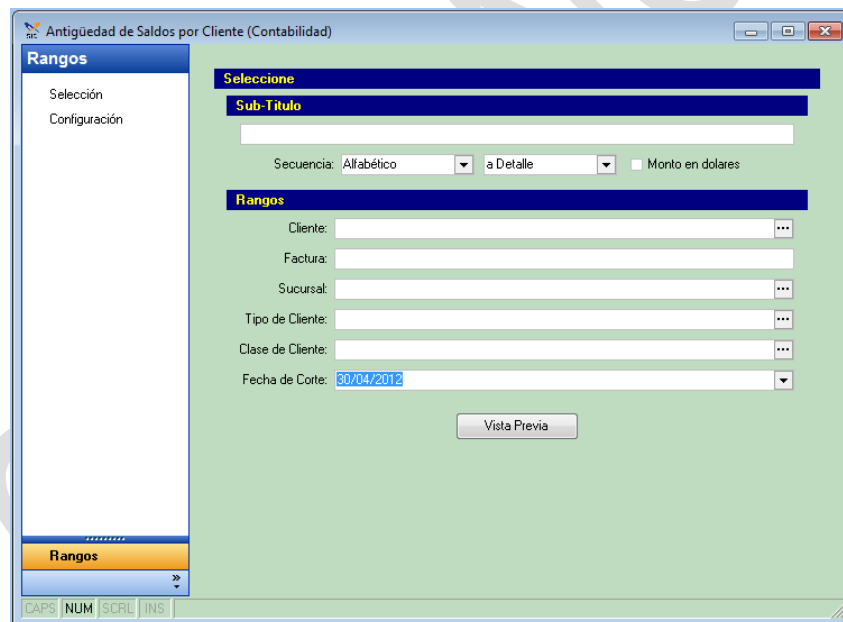 Antigüedad de Saldos por Cliente (Contabilidad)
Rangos
Selección
Configuración
Seleccione
Sub-Titulo
Secuencia: Alfabético a Detalle Monto en dolares
Rangos
Cliente:
Factura:
Sucursal:
Tipo de Cliente:
Clase de Cliente:
Fecha de Corte: 30/04/2012
Vista Previa
Rangos
CAPS NUM SCRL INS